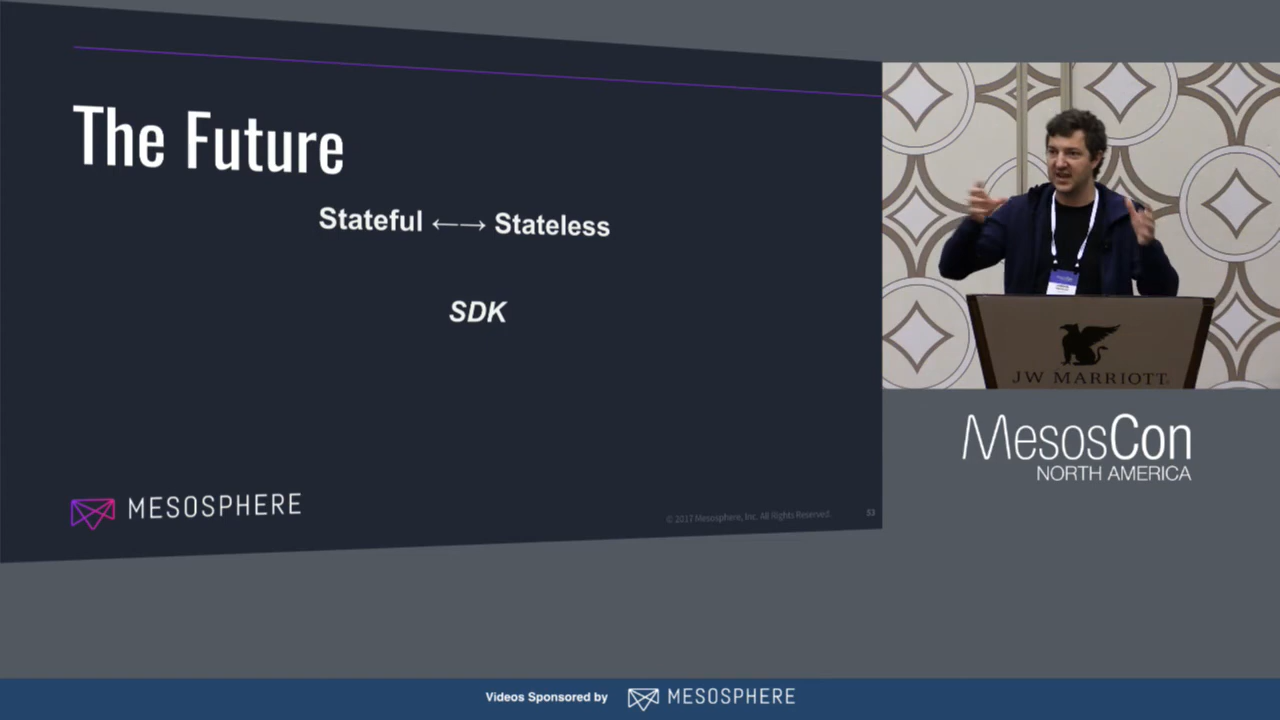 The Future
Stateful ←→ Stateless
SDK
MESOSPHERE
© 2017 Mesosphere, Inc. All Rights Reserved.
53
JW MARRIOTT
MesosCon
NORTH AMERICA
Videos Sponsored by
MESOSPHERE